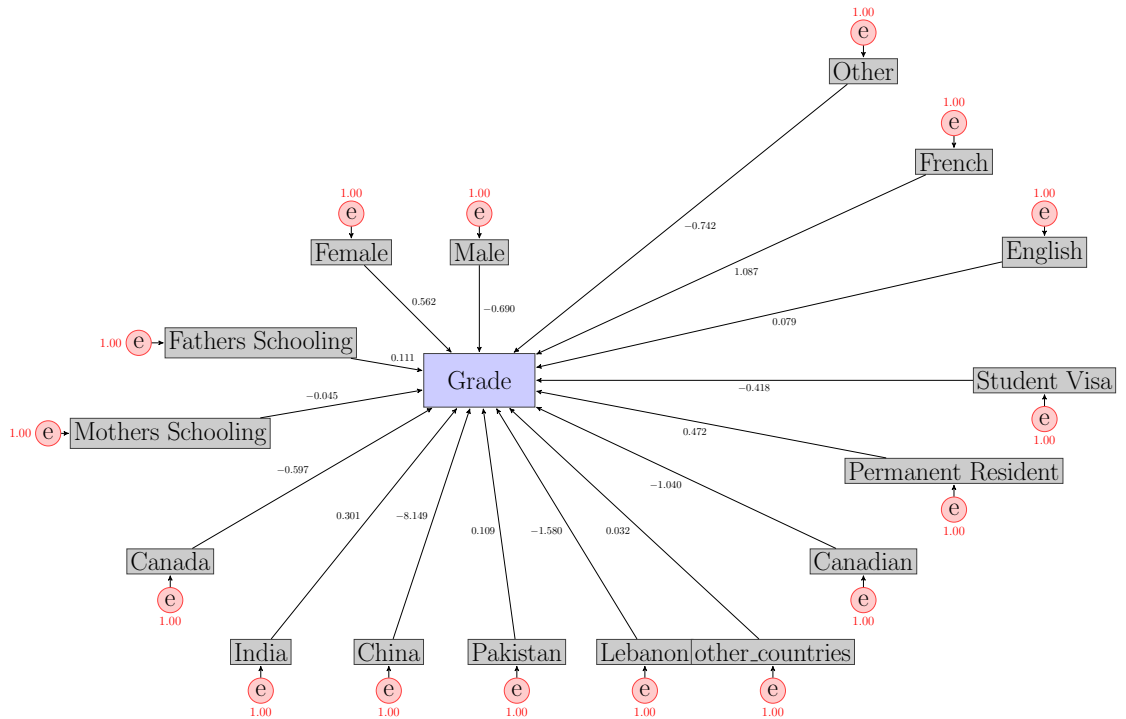 1.00
e
Other
1.00
e
French
1.00
e
English
1.00
e
Female
1.00
e
Male
−0.742
1.087
0.079
0.562
−0.690
1.00 e Fathers Schooling
0.111
Grade
−0.418
Student Visa
e
1.00
−0.045
1.00 e Mothers Schooling
0.472
Permanent Resident
e
1.00
−0.597
0.301
−8.149
0.109
−1.580
0.032
−1.040
Canada
e
1.00
Canadian
e
1.00
India
e
1.00
China
e
1.00
Pakistan
e
1.00
Lebanon
e
1.00
other_countries
e
1.00